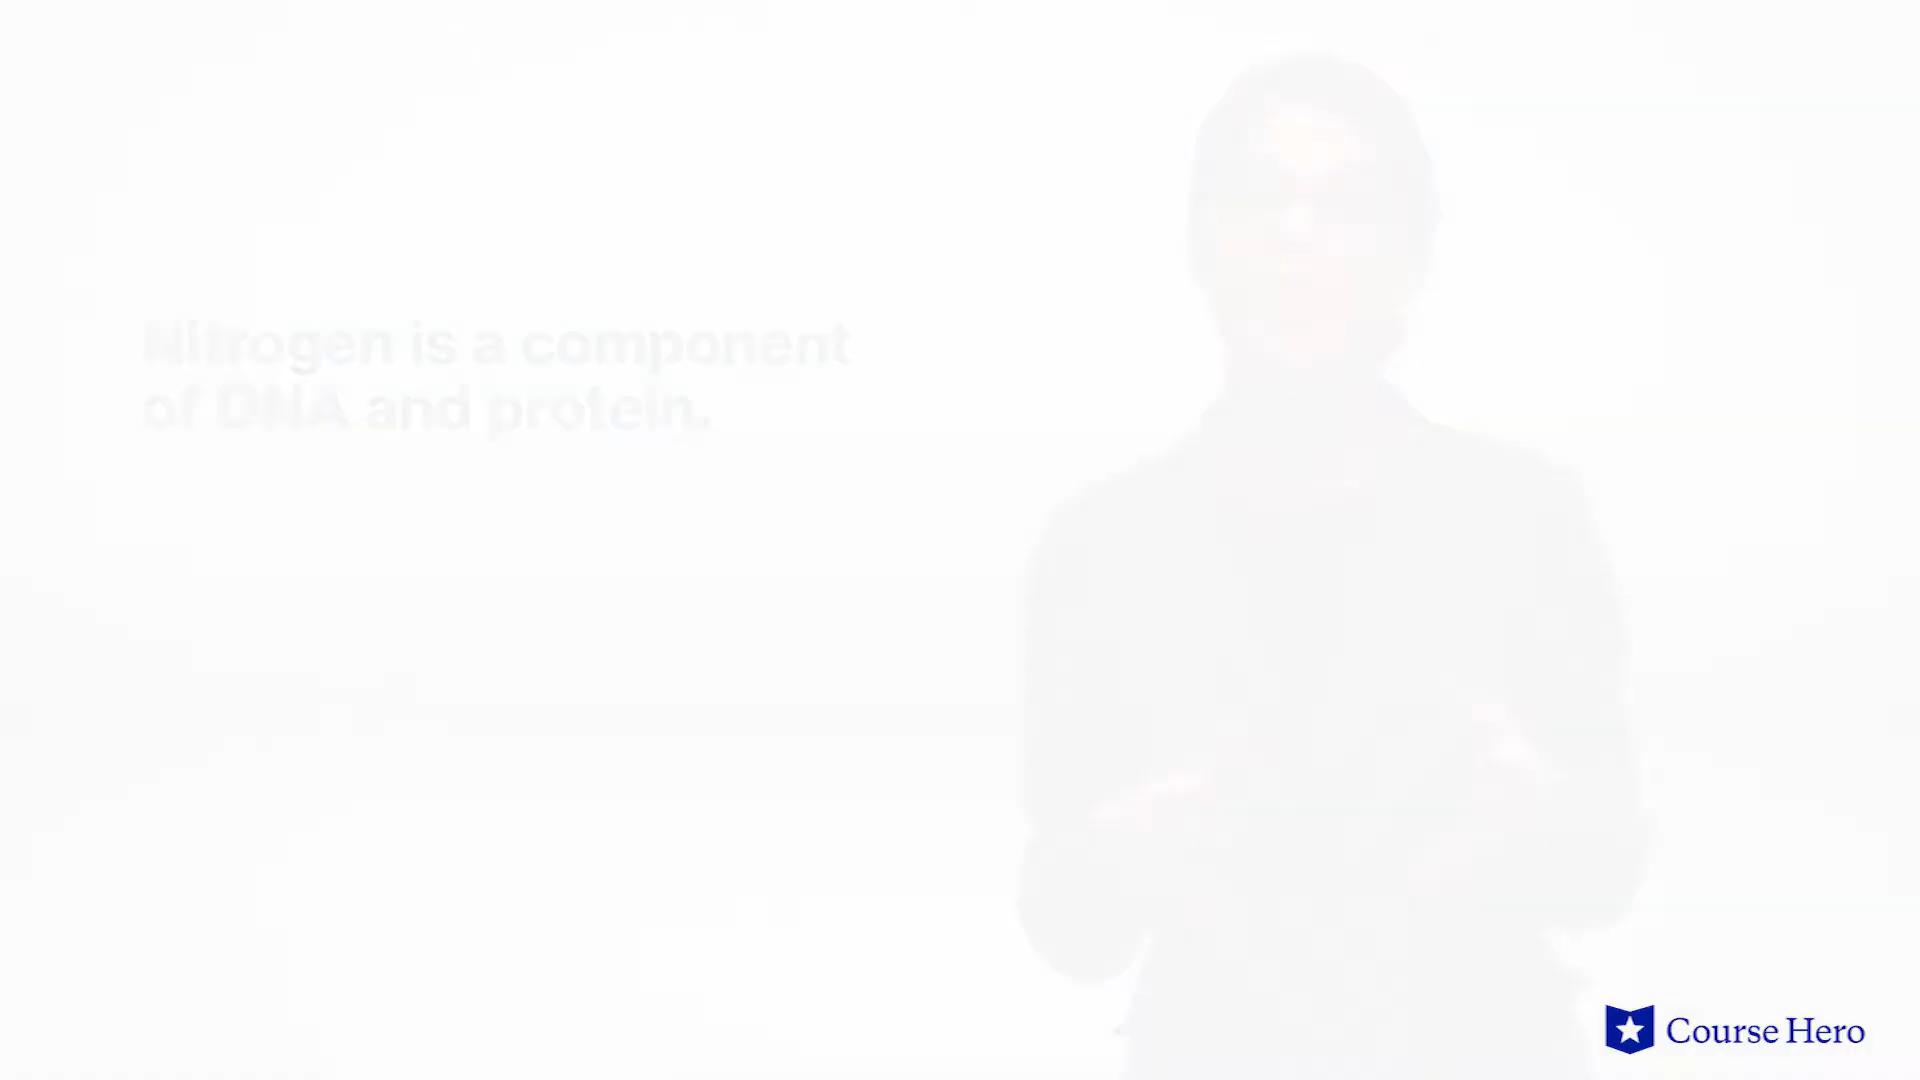 Nitrogen is a component
of DNA and protein.
Course Hero